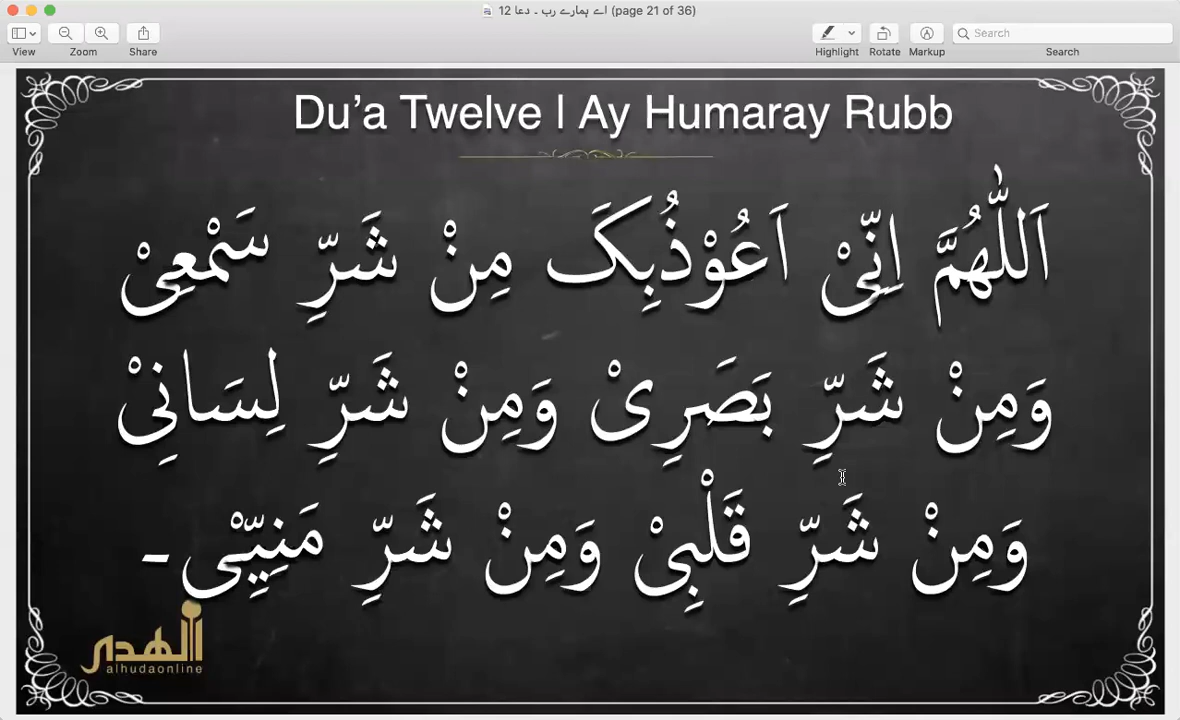 اے ہمارے رب ۔ دعا 12 (page 21 of 36)
View Zoom Share Highlight Rotate Markup Search Search
Du'a Twelve | Ay Humaray Rubb
اَللّٰهُمَّ اِنِّىْ اَعُوْذُبِكَ مِنْ شَرِّ سَمْعِىْ
وَمِنْ شَرِّ بَصَرِىْ وَمِنْ شَرِّ لِسَانِىْ
وَمِنْ شَرِّ قَلْبِىْ وَمِنْ شَرِّ مَنِيِّىْ ۔
الهدى
alhudaonline